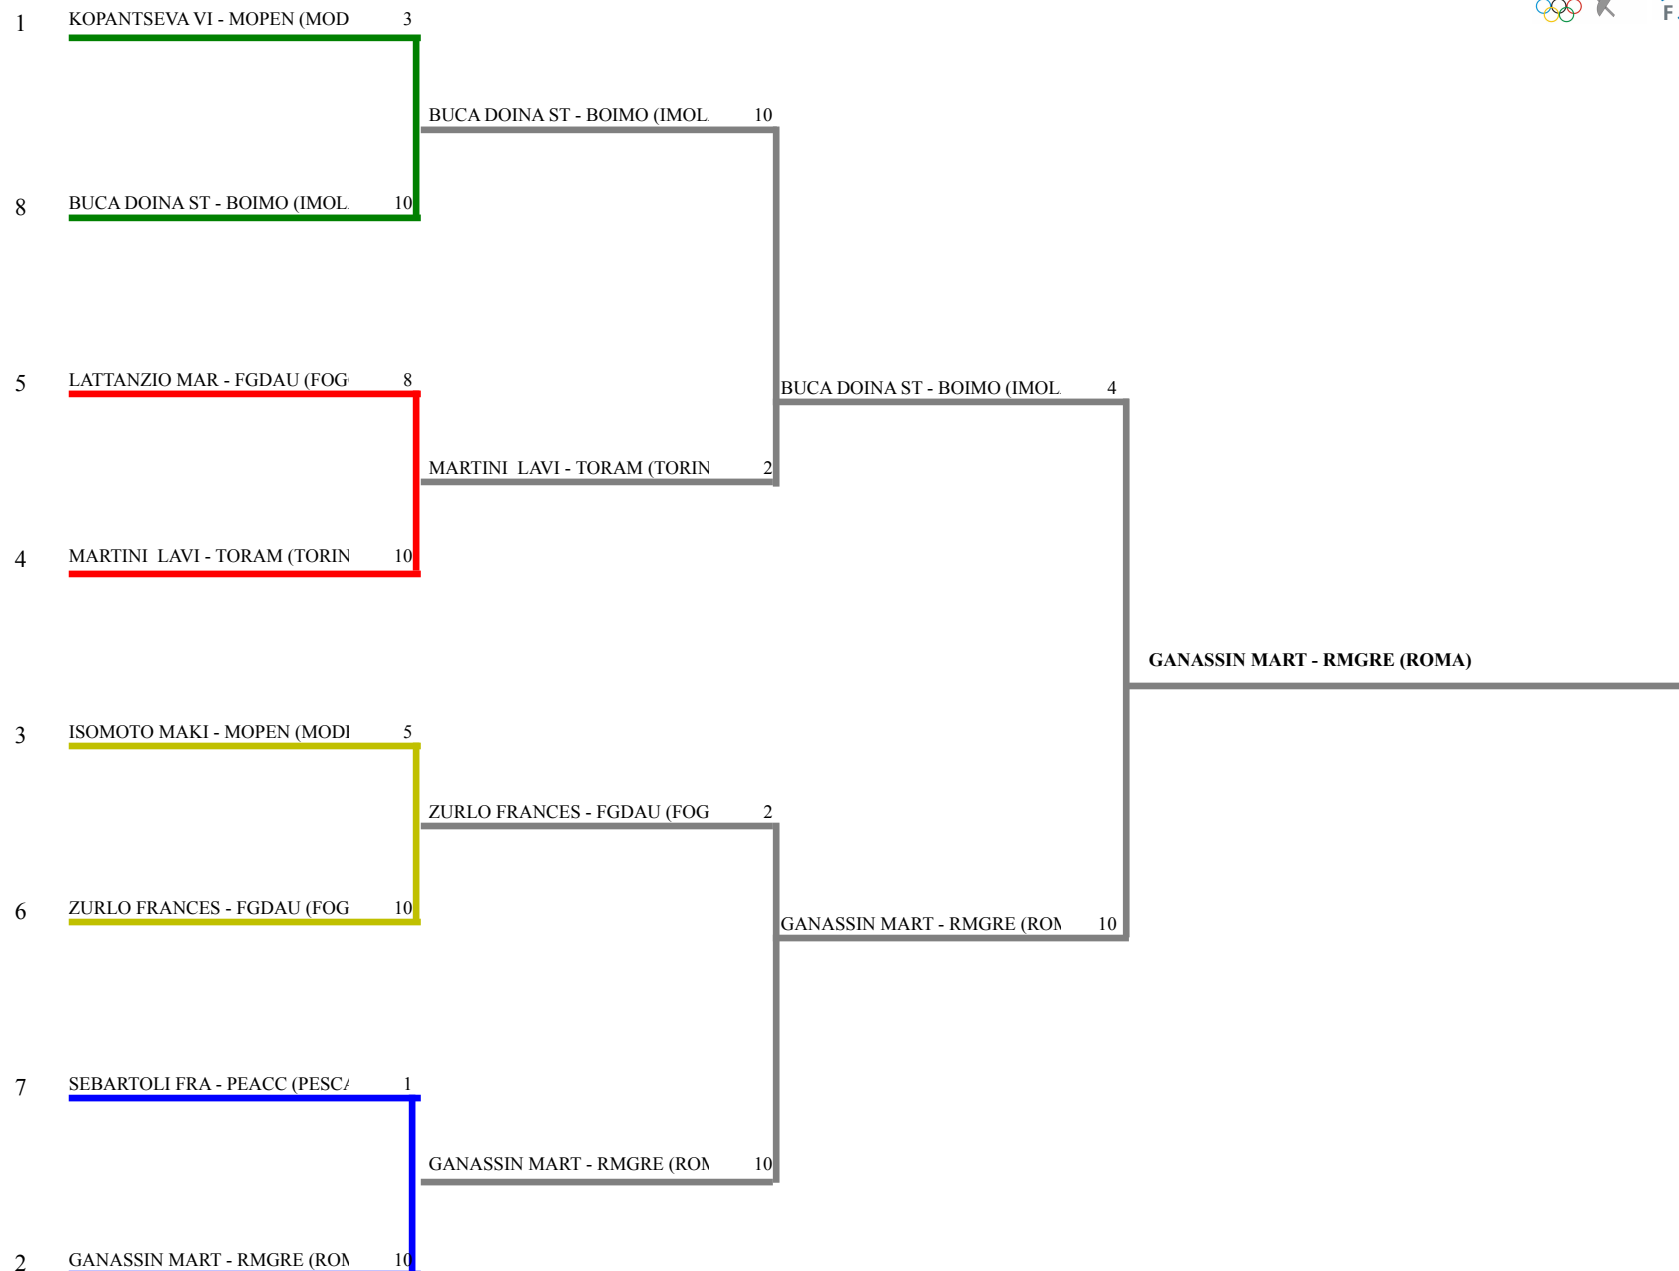 1 KOPANTSEVA VI - MOPEN (MOD 3
F
BUCA DOINA ST - BOIMO (IMOL 10
8 BUCA DOINA ST - BOIMO (IMOL 10
5 LATTANZIO MAR - FGDAU (FOG 8
BUCA DOINA ST - BOIMO (IMOL 4
MARTINI LAVI - TORAM (TORIN 2
4 MARTINI LAVI - TORAM (TORIN 10
GANASSIN MART - RMGRE (ROMA)
3 ISOMOTO MAKI - MOPEN (MOD 5
ZURLO FRANCES - FGDAU (FOG 2
6 ZURLO FRANCES - FGDAU (FOG 10
GANASSIN MART - RMGRE (ROM 10
7 SEBARTOLI FRA - PEACC (PESCA 1
GANASSIN MART - RMGRE (ROM 10
2 GANASSIN MART - RMGRE (ROM 10